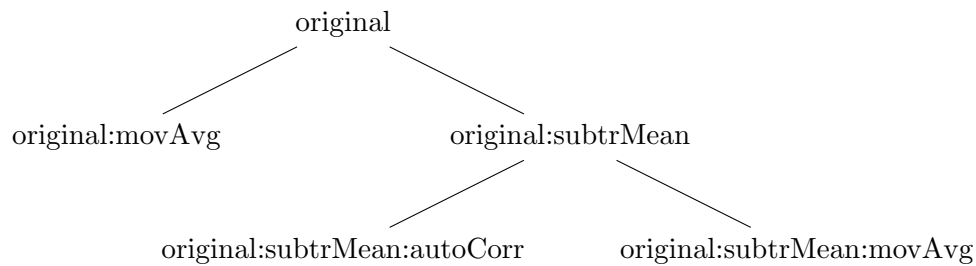 original
original:movAvg
original:subtrMean
original:subtrMean:autoCorr
original:subtrMean:movAvg